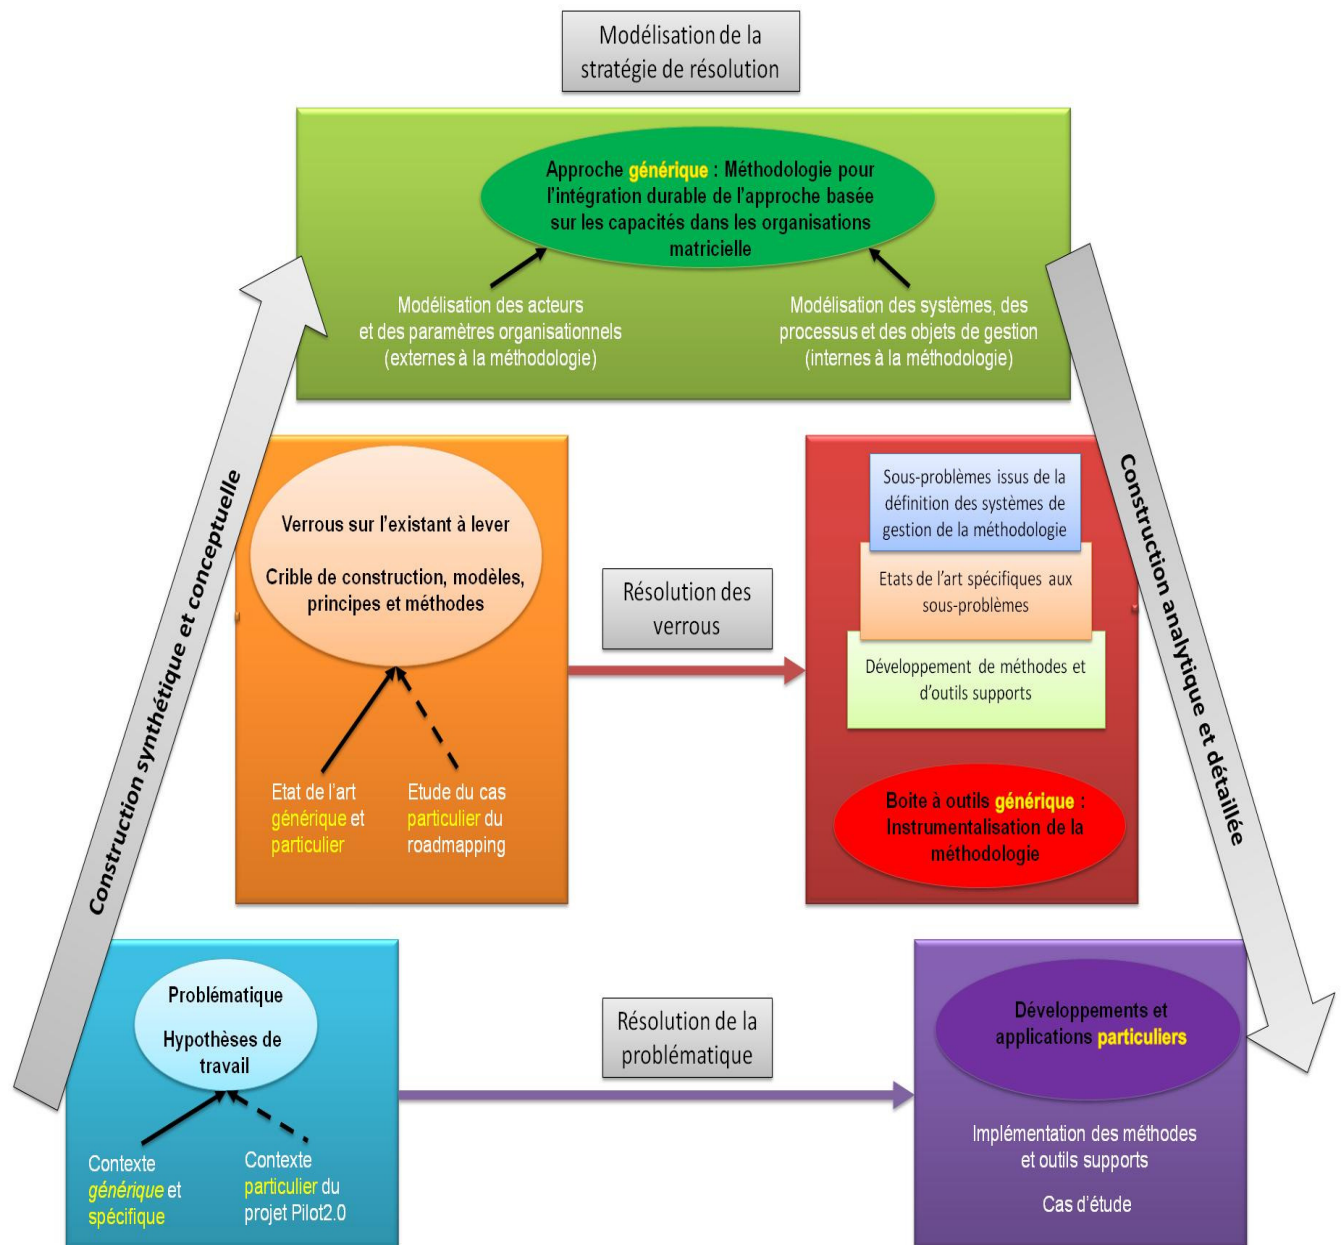 Modélisation de la
stratégie de résolution
Approche générique : Méthodologie pour
l'intégration durable de l'approche basée
sur les capacités dans les organisations
matricielle
Modélisation des acteurs
et des paramètres organisationnels
(externes à la méthodologie)
Modélisation des systèmes, des
processus et des objets de gestion
(internes à la méthodologie)
Construction synthétique et conceptuelle
Verrous sur l'existant à lever
Crible de construction, modèles,
principes et méthodes
Etat de l'art
générique et
particulier
Etude du cas
particulier du
roadmapping
Résolution des
verrous
Sous-problèmes issus de la
définition des systèmes de
gestion de la méthodologie
Etats de l'art spécifiques aux
sous-problèmes
Développement de méthodes et
d'outils supports
Boite à outils générique :
Instrumentalisation de la
méthodologie
Construction analytique et détaillée
Problématique
Hypothèses de
travail
Contexte
générique et
spécifique
Contexte
particulier du
projet Pilot2.0
Résolution de la
problématique
Développements et
applications particuliers
Implémentation des méthodes
et outils supports
Cas d'étude